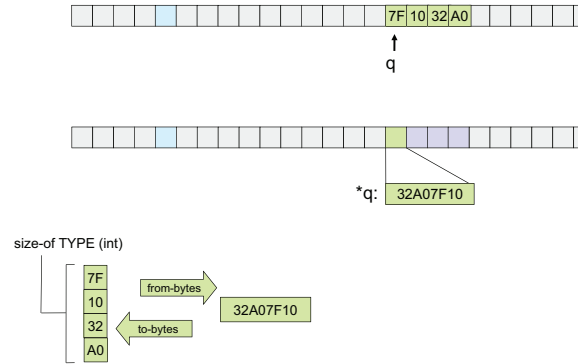 7F 10 32 A0
q
*q: 32A07F10
size-of TYPE (int)
7F
from-bytes
10
32A07F10
32
to-bytes
A0